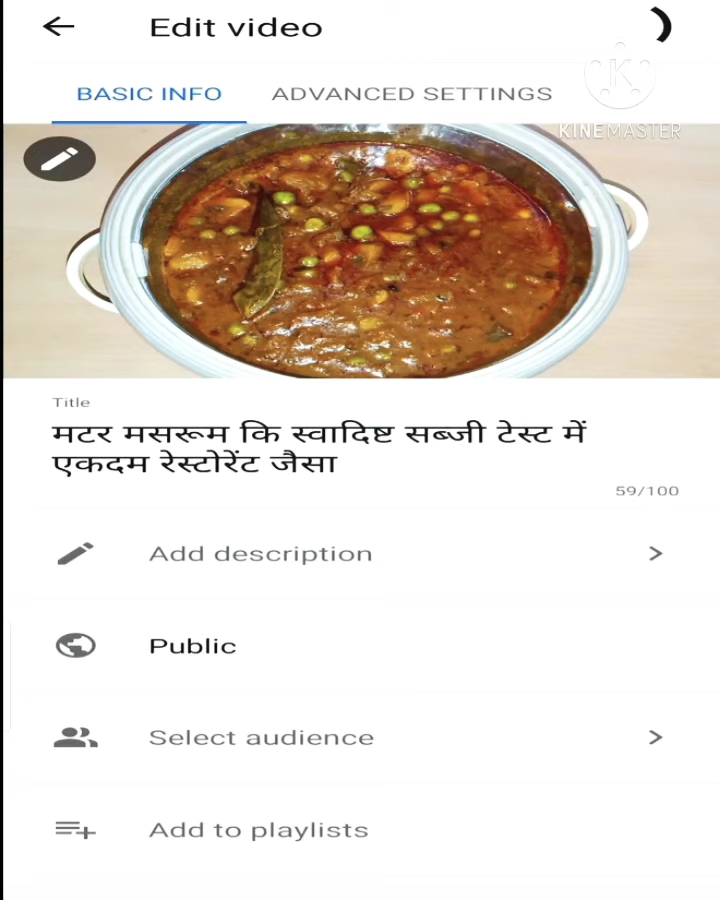 Edit video
BASIC INFO ADVANCED SETTINGS
K
KINEMASTER
Title
मटर मसरूम कि स्वादिष्ट सब्जी टेस्ट में
एकदम रेस्टोरेंट जैसा
59/100
Add description
Public
Select audience
Add to playlists